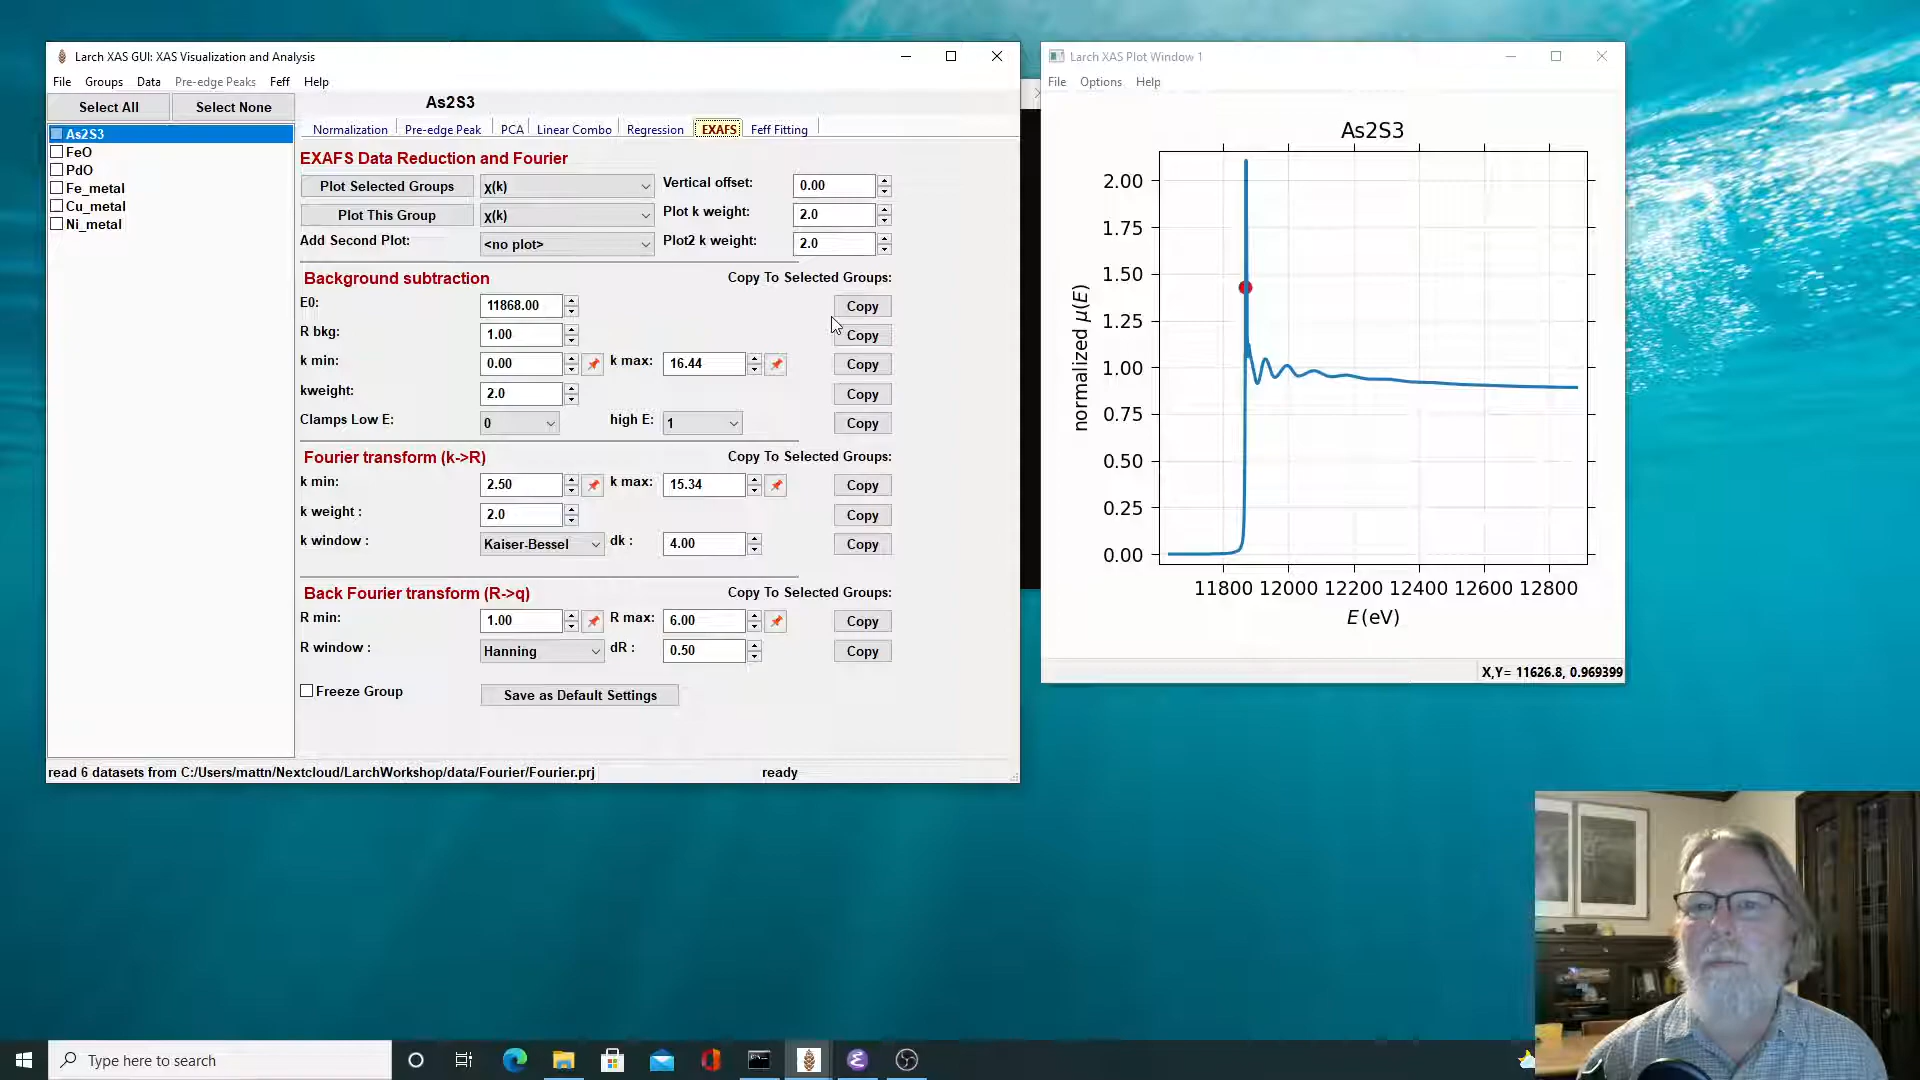 Larch XAS GUI: XAS Visualization and Analysis
File Groups Data Pre-edge Peaks Feff Help
Select All Select None
As2S3
FeO
PdO
Fe_metal
Cu_metal
Ni_metal
As2S3
Normalization Pre-edge Peak PCA Linear Combo Regression EXAFS Feff Fitting
EXAFS Data Reduction and Fourier
Plot Selected Groups χ(k) Vertical offset: 0.00
Plot This Group χ(k) Plot k weight: 2.0
Add Second Plot: <no plot> Plot2 k weight: 2.0
Background subtraction Copy To Selected Groups:
E0: 11868.00 Copy
R bkg: 1.00 Copy
k min: 0.00 k max: 16.44 Copy
kweight: 2.0 Copy
Clamps Low E: 0 high E: 1 Copy
Fourier transform (k->R) Copy To Selected Groups:
k min: 2.50 k max: 15.34 Copy
k weight : 2.0 Copy
k window : Kaiser-Bessel dk : 4.00 Copy
Back Fourier transform (R->q) Copy To Selected Groups:
R min: 1.00 R max: 6.00 Copy
R window : Hanning dR : 0.50 Copy
Freeze Group Save as Default Settings
read 6 datasets from C:/Users/mattn/Nextcloud/LarchWorkshop/data/Fourier/Fourier.prj ready
Larch XAS Plot Window 1
File Options Help
As2S3
normalized μ(E)
2.00
1.75
1.50
1.25
1.00
0.75
0.50
0.25
0.00
11800 12000 12200 12400 12600 12800
E (eV)
X,Y= 11626.8, 0.969399
Type here to search